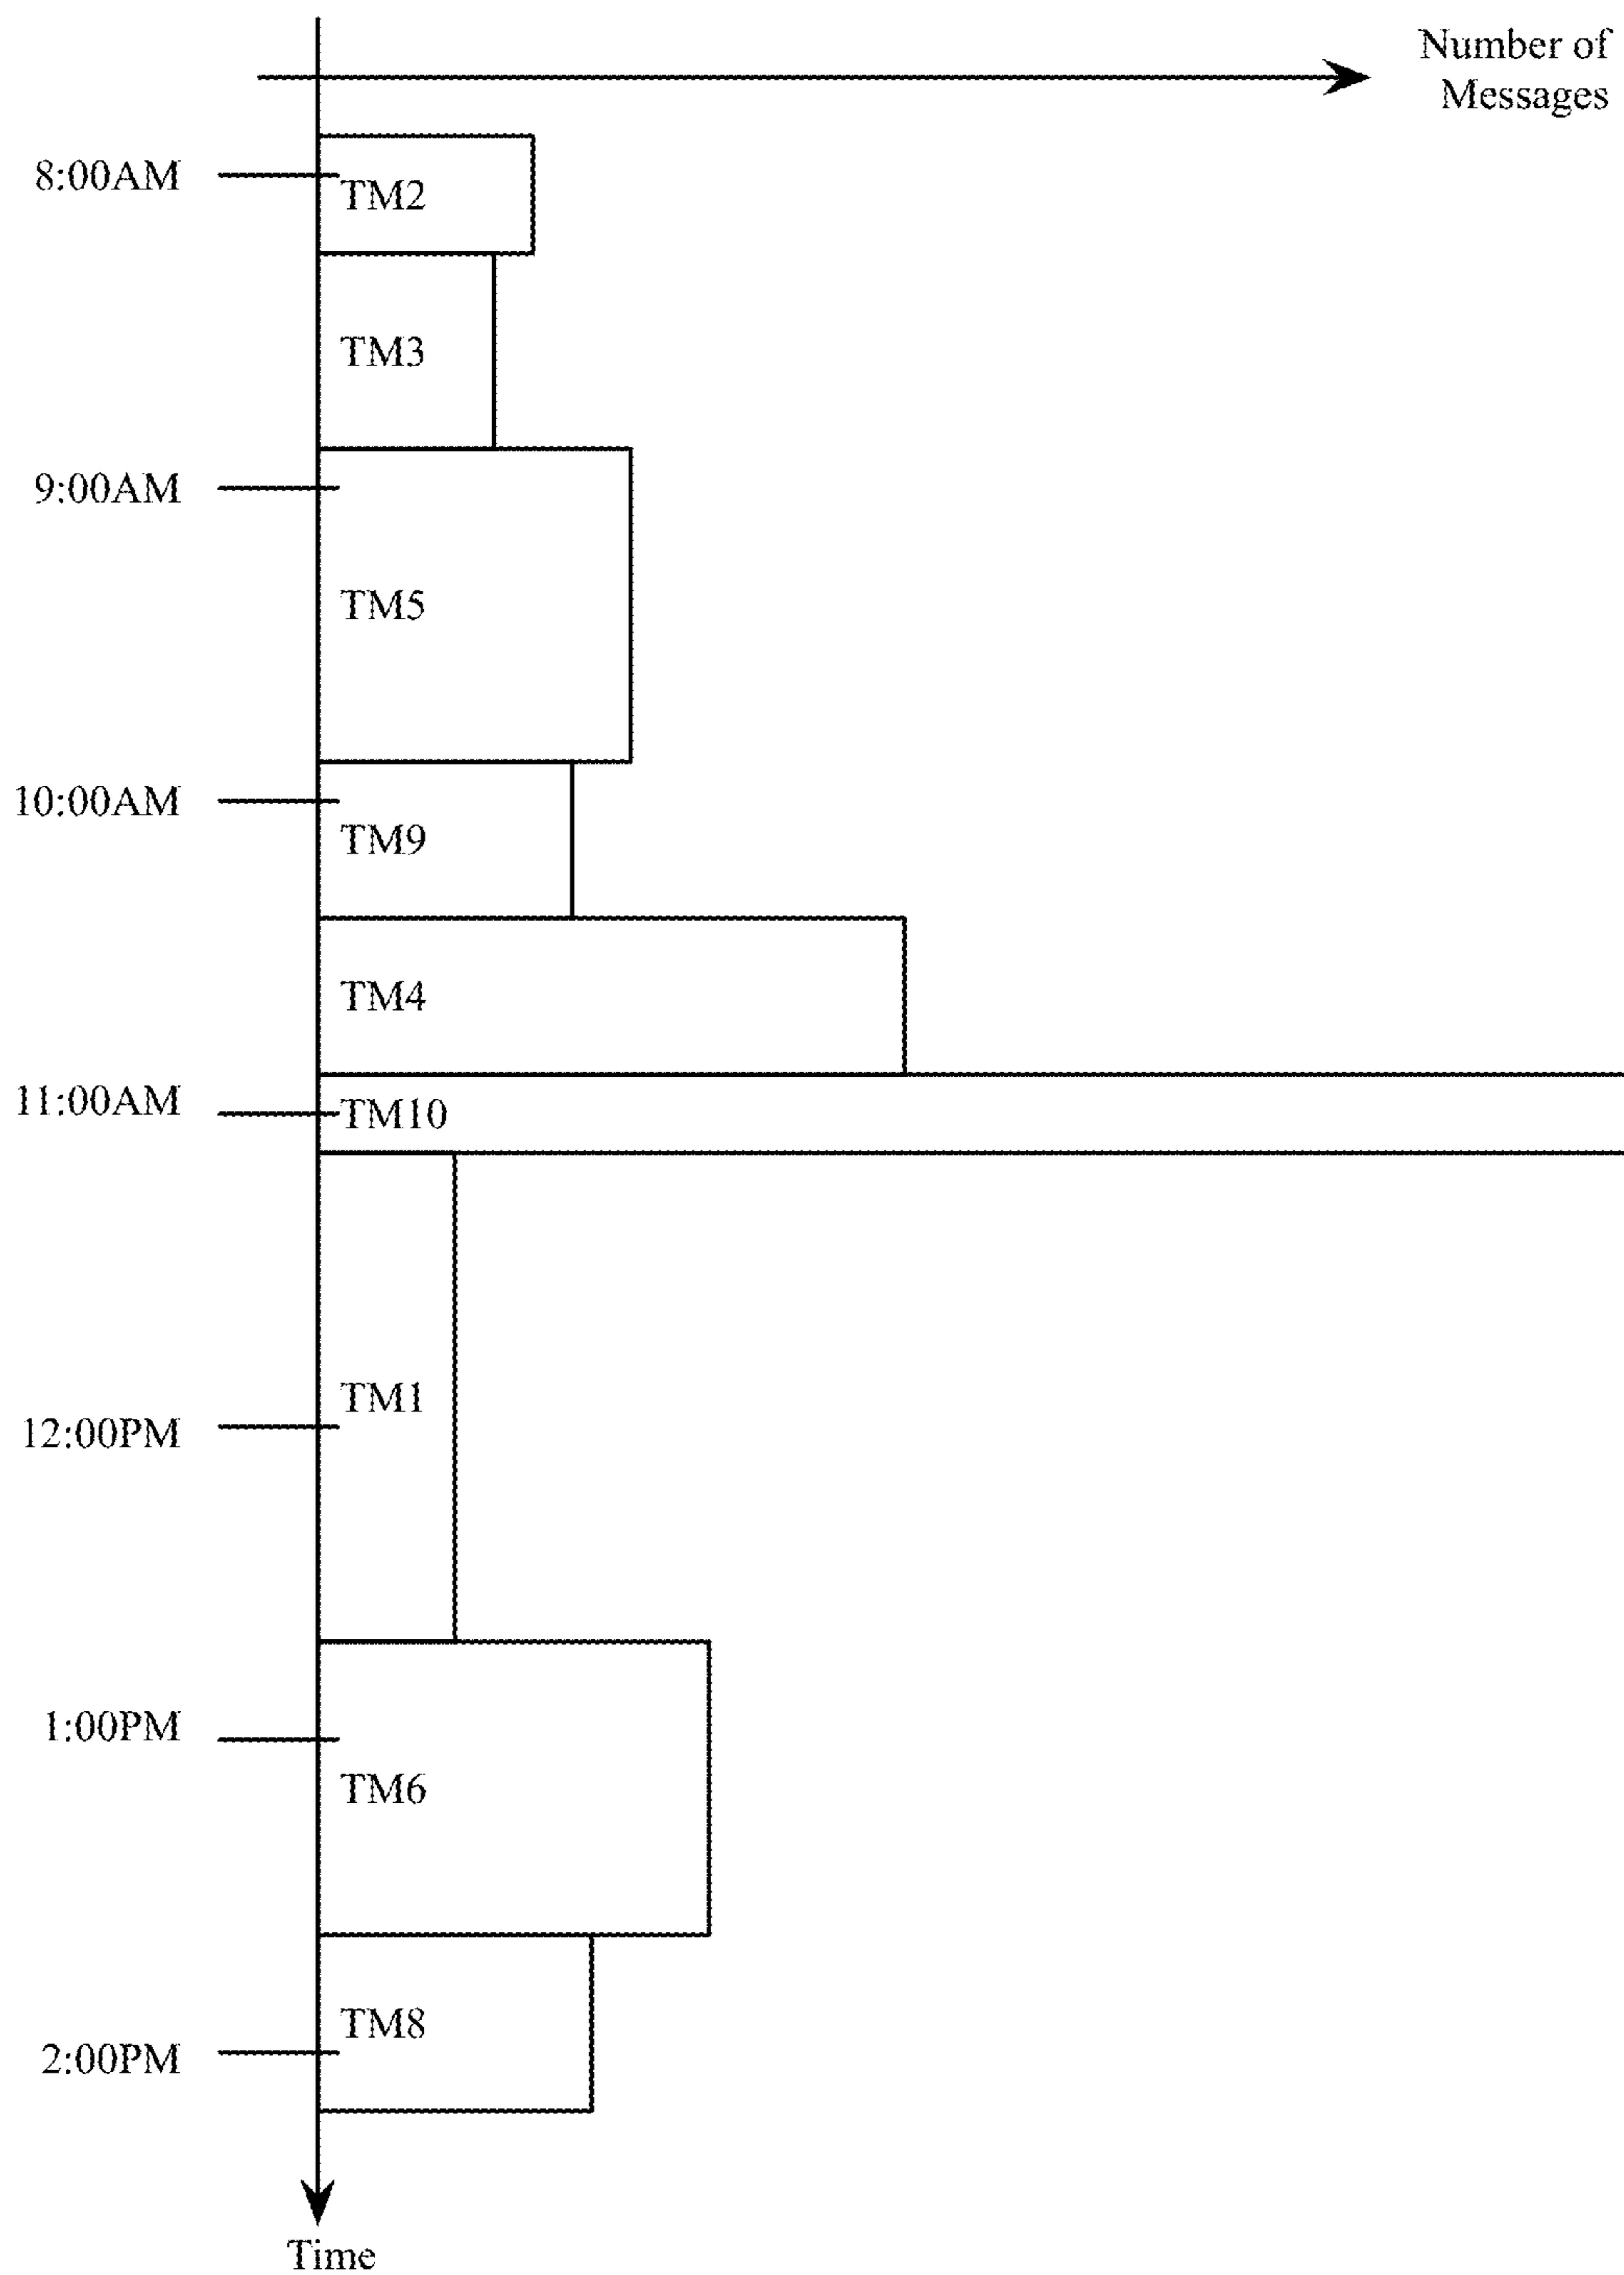 Number of
Messages
8:00AM
TM2
TM3
9:00AM
TM5
10:00AM
TM9
TM4
11:00AM
TM10
TM1
12:00PM
1:00PM
TM6
TM8
2:00PM
Time